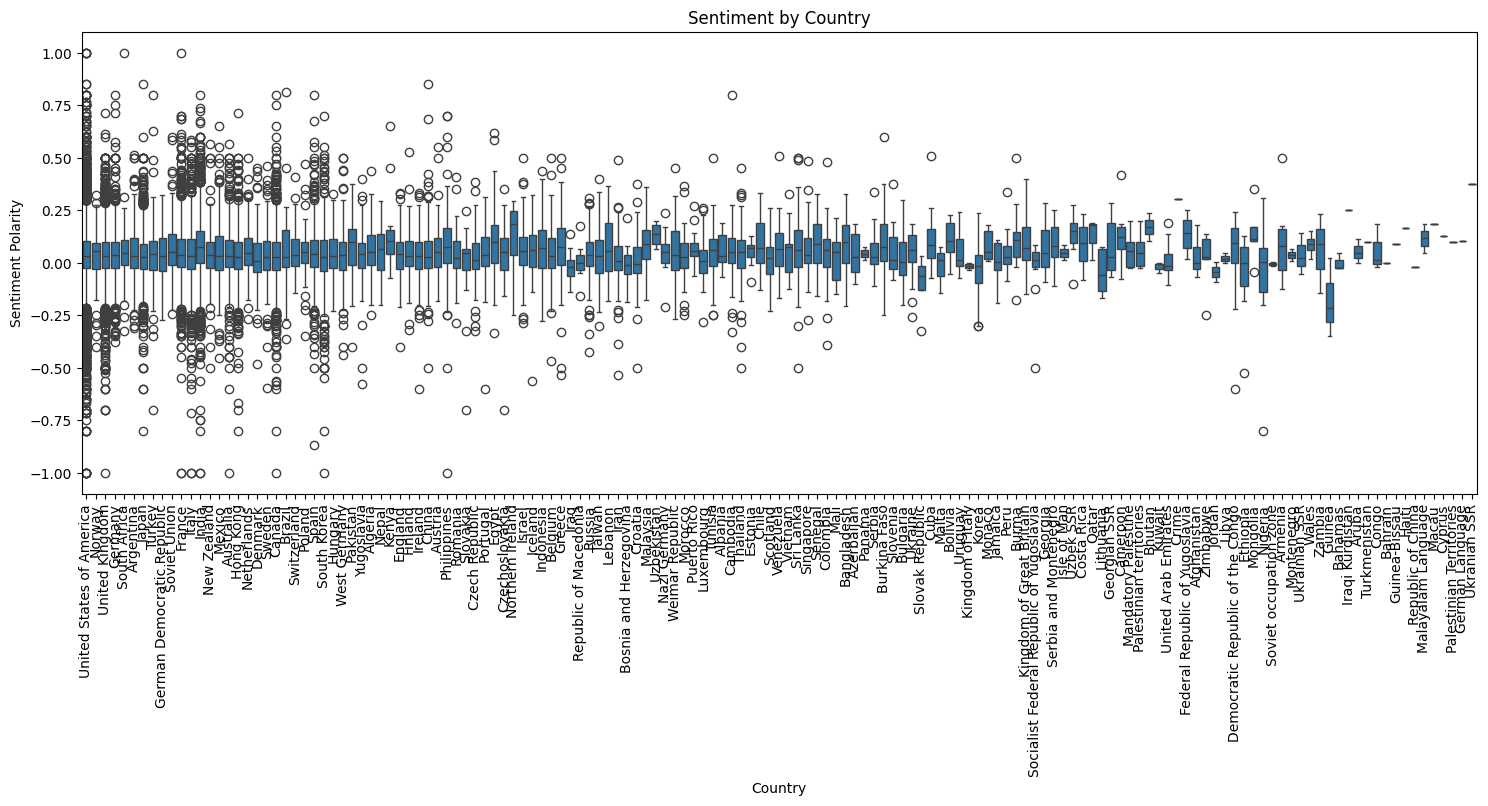 Sentiment by Country
Sentiment Polarity
1.00
0.75
0.50
0.25
0.00
−0.25
−0.50
−0.75
−1.00
United States of America
Norway
United Kingdom
Germany
South Africa
Argentina
Japan
Turkey
German Democratic Republic
Soviet Union
France
Italy
India
New Zealand
Mexico
Australia
Hong Kong
Netherlands
Denmark
Sweden
Canada
Brazil
Switzerland
Poland
Spain
South Korea
Hungary
West Germany
Pakistan
Yugoslavia
Algeria
Nepal
Kenya
England
Finland
Ireland
China
Austria
Philippines
Romania
Slovakia
Czech Republic
Portugal
Egypt
Czechoslovakia
Northern Ireland
Israel
Iceland
Indonesia
Belgium
Greece
Iraq
Republic of Macedonia
Russia
Taiwan
Lebanon
Iran
Bosnia and Herzegovina
Croatia
Malaysia
Uzbekistan
Nazi Germany
Weimar Republic
Morocco
Puerto Rico
Luxembourg
Tunisia
Albania
Cambodia
Thailand
Estonia
Chile
Scotland
Venezuela
Vietnam
Sri Lanka
Singapore
Senegal
Colombia
Mali
Bangladesh
Azerbaijan
Panama
Serbia
Burkina Faso
Slovenia
Bulgaria
Georgia
Slovak Republic
Cuba
Malta
Bolivia
Uruguay
Kingdom of Italy
Korea
Monaco
Jamaica
Peru
Burma
Kingdom of Great Britain
Socialist Federal Republic of Yugoslavia
Georgia
Serbia and Montenegro
Isle of Man
Uzbek SSR
Costa Rica
Qatar
Lithuania
Georgian SSR
Cameroon
Mandatory Palestine
Palestinian territories
Bhutan
Kuwait
United Arab Emirates
Ukraine
Federal Republic of Yugoslavia
Afghanistan
Zimbabwe
Jordan
Libya
Democratic Republic of the Congo
Ethiopia
Mongolia
Nigeria
Soviet occupation zone
Armenia
Montenegro
Ukrainian SSR
Wales
Zambia
Guinea
Bahamas
Iraqi Kurdistan
Aruba
Turkmenistan
Congo
Bahrain
Guinea-Bissau
Haiti
Republic of China
Malayalam Language
Macau
Cyprus
Palestinian Territories
German Language
Ukranian SSR
Country